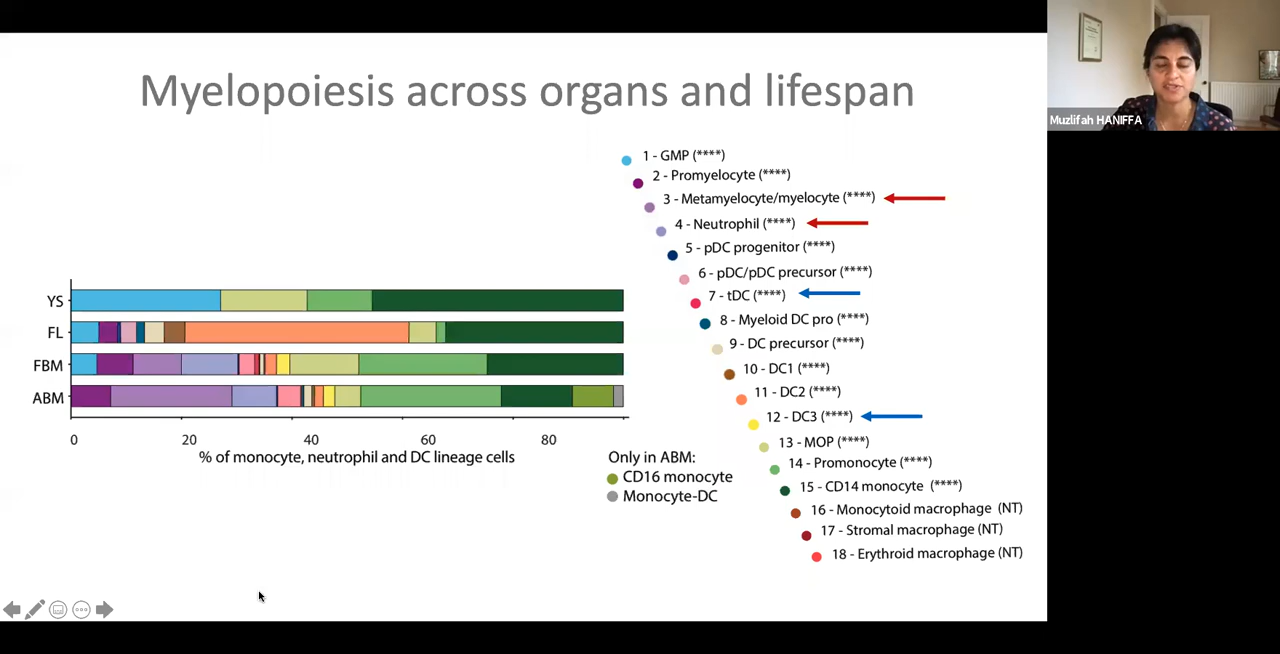 Myelopoiesis across organs and lifespan
Muzlifah HANIFFA
1 - GMP (****)
2 - Promyelocyte (****)
3 - Metamyelocyte/myelocyte (****)
4 - Neutrophil (****)
5 - pDC progenitor (****)
6 - pDC/pDC precursor (****)
7 - tDC (****)
8 - Myeloid DC pro (****)
9 - DC precursor (****)
10 - DC1 (****)
11 - DC2 (****)
12 - DC3 (****)
13 - MOP (****)
14 - Promonocyte (****)
15 - CD14 monocyte (****)
16 - Monocytoid macrophage (NT)
17 - Stromal macrophage (NT)
18 - Erythroid macrophage (NT)
YS
FL
FBM
ABM
0 20 40 60 80
% of monocyte, neutrophil and DC lineage cells
Only in ABM:
CD16 monocyte
Monocyte-DC